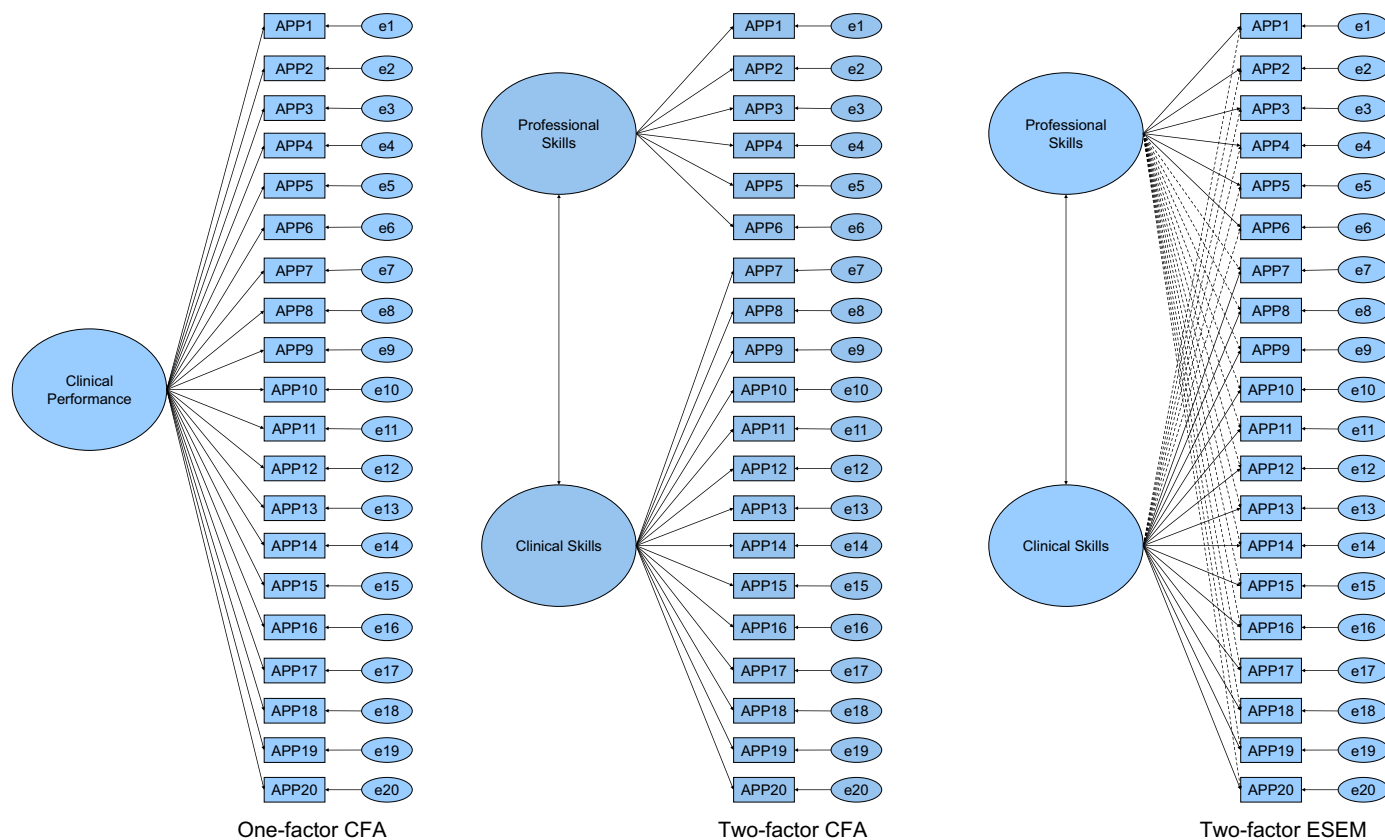 APP1 e1
APP2 e2
APP3 e3
APP4 e4
APP5 e5
APP6 e6
APP7 e7
APP8 e8
APP9 e9
APP10 e10
APP11 e11
APP12 e12
APP13 e13
APP14 e14
APP15 e15
APP16 e16
APP17 e17
APP18 e18
APP19 e19
APP20 e20
Clinical
Performance
One-factor CFA
APP1 e1
APP2 e2
APP3 e3
APP4 e4
APP5 e5
APP6 e6
APP7 e7
APP8 e8
APP9 e9
APP10 e10
APP11 e11
APP12 e12
APP13 e13
APP14 e14
APP15 e15
APP16 e16
APP17 e17
APP18 e18
APP19 e19
APP20 e20
Professional
Skills
Clinical Skills
Two-factor CFA
APP1 e1
APP2 e2
APP3 e3
APP4 e4
APP5 e5
APP6 e6
APP7 e7
APP8 e8
APP9 e9
APP10 e10
APP11 e11
APP12 e12
APP13 e13
APP14 e14
APP15 e15
APP16 e16
APP17 e17
APP18 e18
APP19 e19
APP20 e20
Professional
Skills
Clinical Skills
Two-factor ESEM